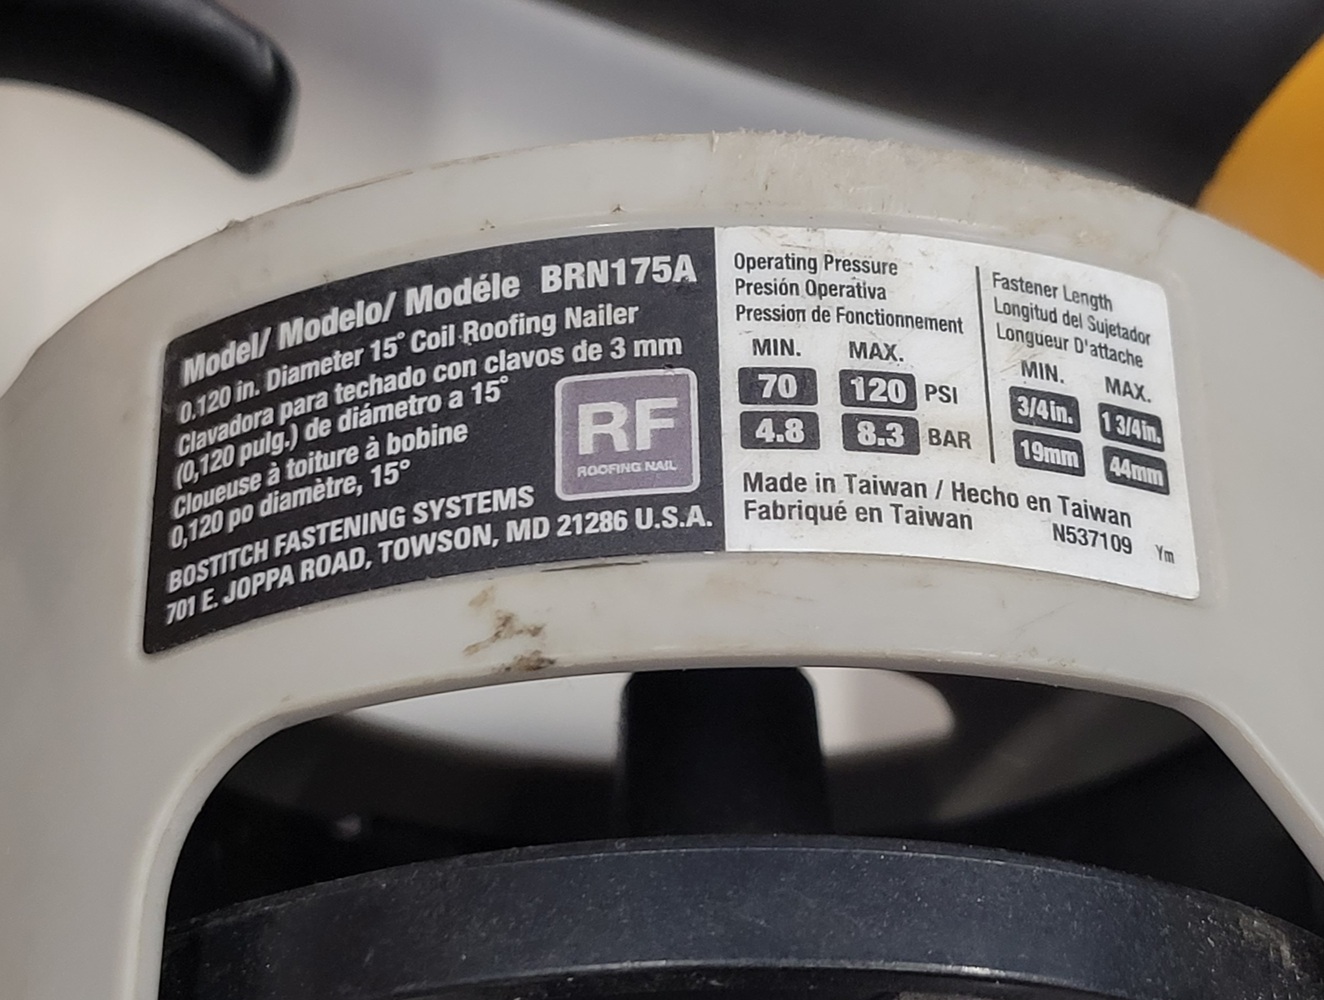 Model/ Modelo/ Modéle BRN175A
0.120 in. Diameter 15° Coil Roofing Nailer
Clavadora para techado con clavos de 3 mm
(0,120 pulg.) de diámetro a 15°
Cloueuse à toiture à bobine
0,120 po diamètre, 15°
BOSTITCH FASTENING SYSTEMS
701 E. JOPPA ROAD, TOWSON, MD 21286 U.S.A.
RF
ROOFING NAIL
Operating Pressure
Presión Operativa
Pression de Fonctionnement
MIN. MAX.
70 120 PSI
4.8 8.3 BAR
Fastener Length
Longitud del Sujetador
Longueur D'attache
MIN. MAX.
3/4in. 1 3/4in.
19mm 44mm
Made in Taiwan / Hecho en Taiwan
Fabriqué en Taiwan
N537109 Ym